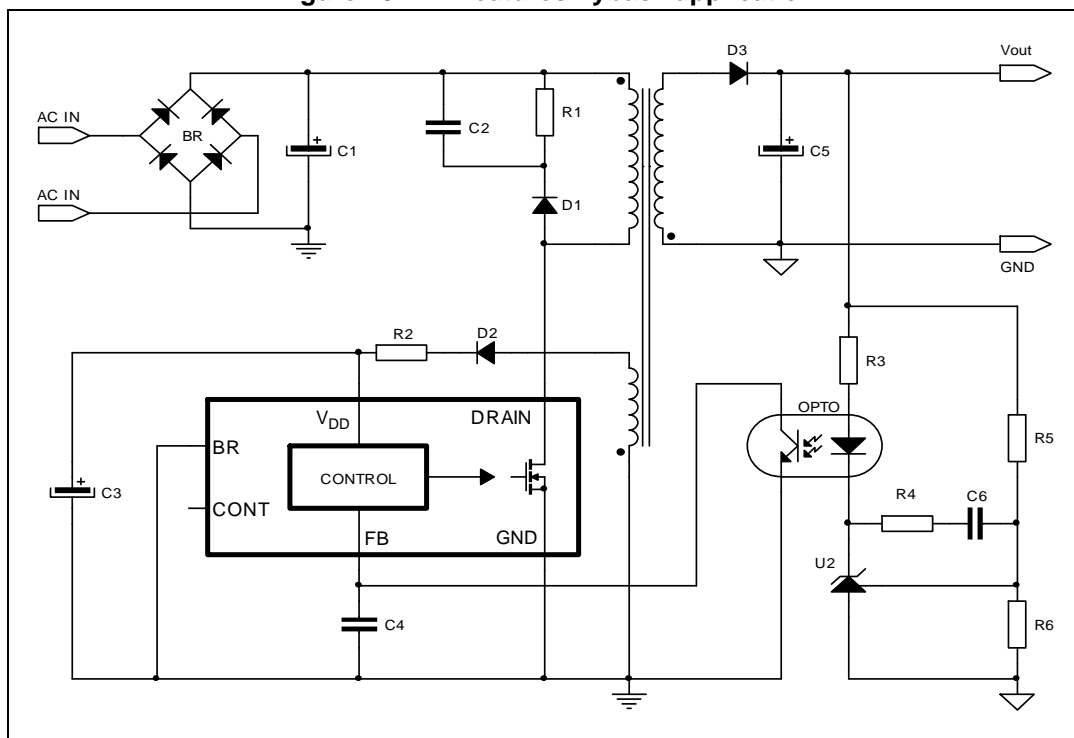 D3
Vout
AC IN
BR
C1
C2
R1
D1
C5
AC IN
GND
R2
D2
R3
VDD
DRAIN
OPTO
BR
CONTROL
R5
C3
CONT
R4
C6
FB
GND
U2
C4
R6